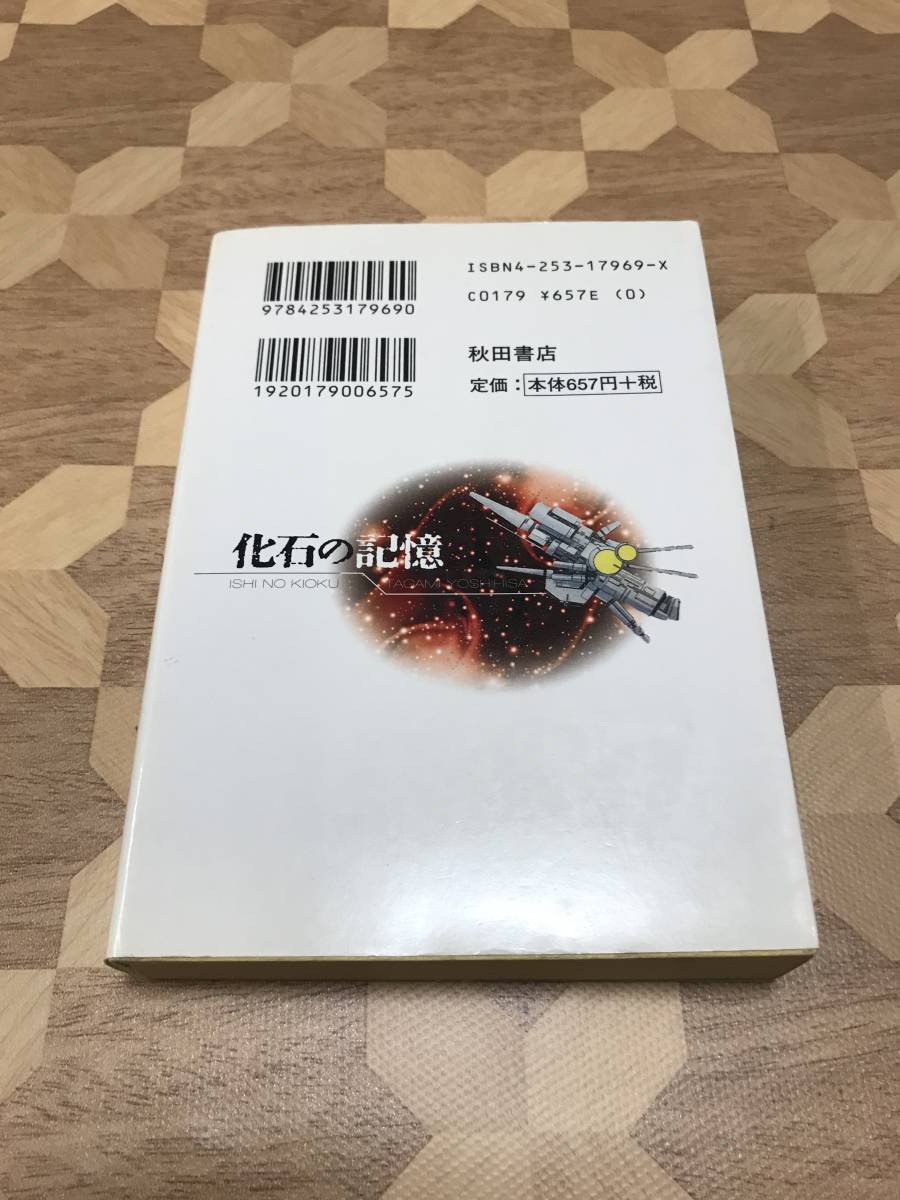 9784253179690
ISBN4-253-17969-X
C0179 ¥657E (0)
1920179006575
秋田書店
定価：本体657円+税
化石の記憶
ISHI NO KIOKU TAGAMI YOSHIHISA